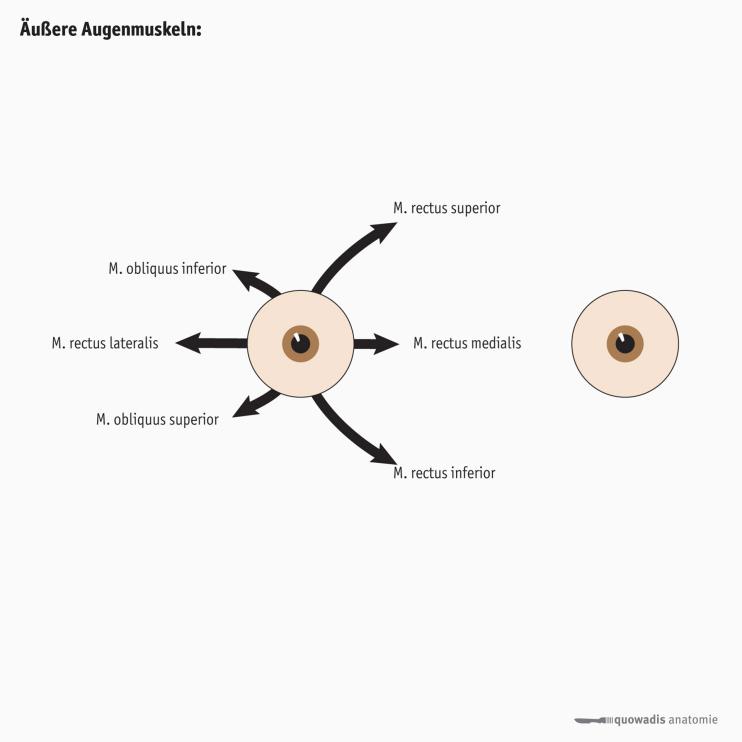 Äußere Augenmuskeln:
M. rectus superior
M. obliquus inferior
M. rectus lateralis
M. rectus medialis
M. obliquus superior
M. rectus inferior
quowadis anatomie